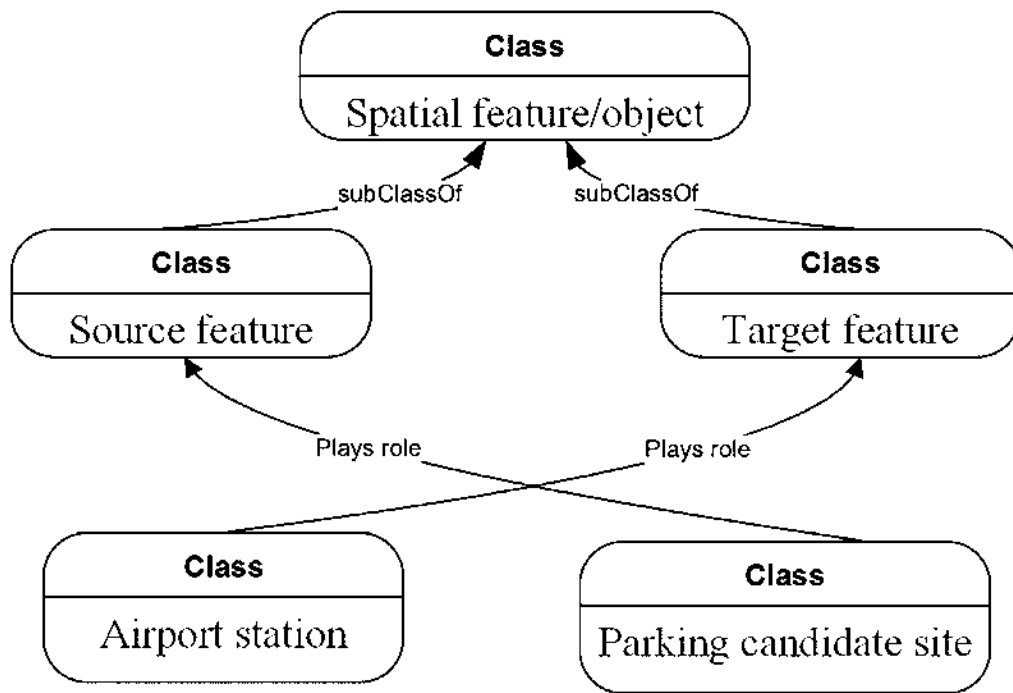 Class
Spatial feature/object
subClassOf
subClassOf
Class
Source feature
Class
Target feature
Plays role
Plays role
Class
Airport station
Class
Parking candidate site